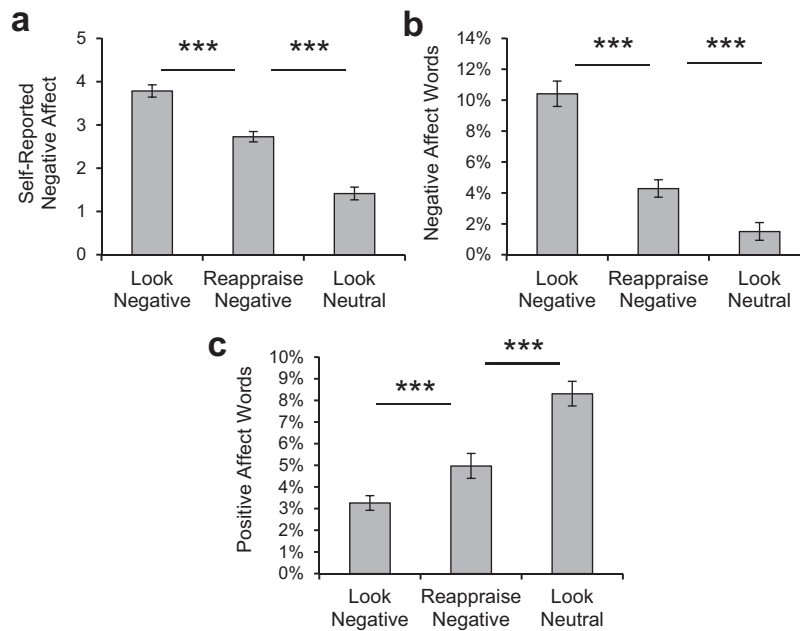 a
Self-Reported
Negative Affect
5
4
3
2
1
0
***
***
Look
Negative
Reappraise
Negative
Look
Neutral
b
Negative Affect Words
14%
12%
10%
8%
6%
4%
2%
0%
***
***
Look
Negative
Reappraise
Negative
Look
Neutral
c
Positive Affect Words
10%
9%
8%
7%
6%
5%
4%
3%
2%
1%
0%
***
***
Look
Negative
Reappraise
Negative
Look
Neutral